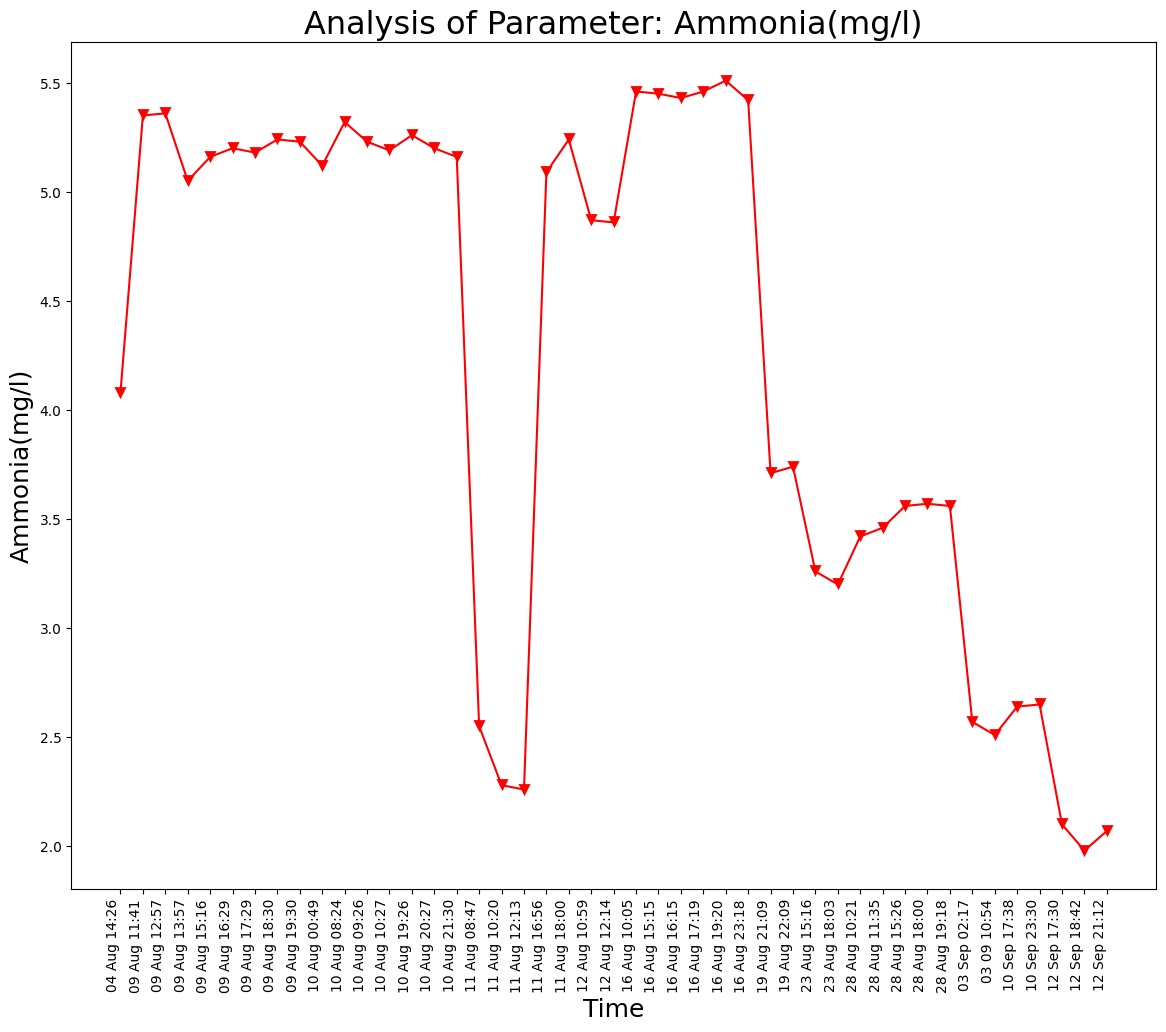 Analysis of Parameter: Ammonia(mg/l)
5.5
5.0
4.5
4.0
3.5
3.0
2.5
2.0
Ammonia(mg/l)
04 Aug 14:26
09 Aug 11:41
09 Aug 12:57
09 Aug 13:57
09 Aug 15:16
09 Aug 16:29
09 Aug 17:29
09 Aug 18:30
09 Aug 19:30
10 Aug 00:49
10 Aug 08:24
10 Aug 09:26
10 Aug 10:27
10 Aug 19:26
10 Aug 20:27
10 Aug 21:30
11 Aug 08:47
11 Aug 10:20
11 Aug 12:13
11 Aug 16:56
11 Aug 18:00
12 Aug 10:59
12 Aug 12:14
16 Aug 10:05
16 Aug 15:15
16 Aug 16:15
16 Aug 17:19
16 Aug 19:20
16 Aug 23:18
19 Aug 21:09
19 Aug 22:09
23 Aug 15:16
23 Aug 18:03
28 Aug 10:21
28 Aug 11:35
28 Aug 15:26
28 Aug 18:00
28 Aug 19:18
03 Sep 02:17
03 09 10:54
10 Sep 17:38
10 Sep 23:30
12 Sep 17:30
12 Sep 18:42
12 Sep 21:12
Time